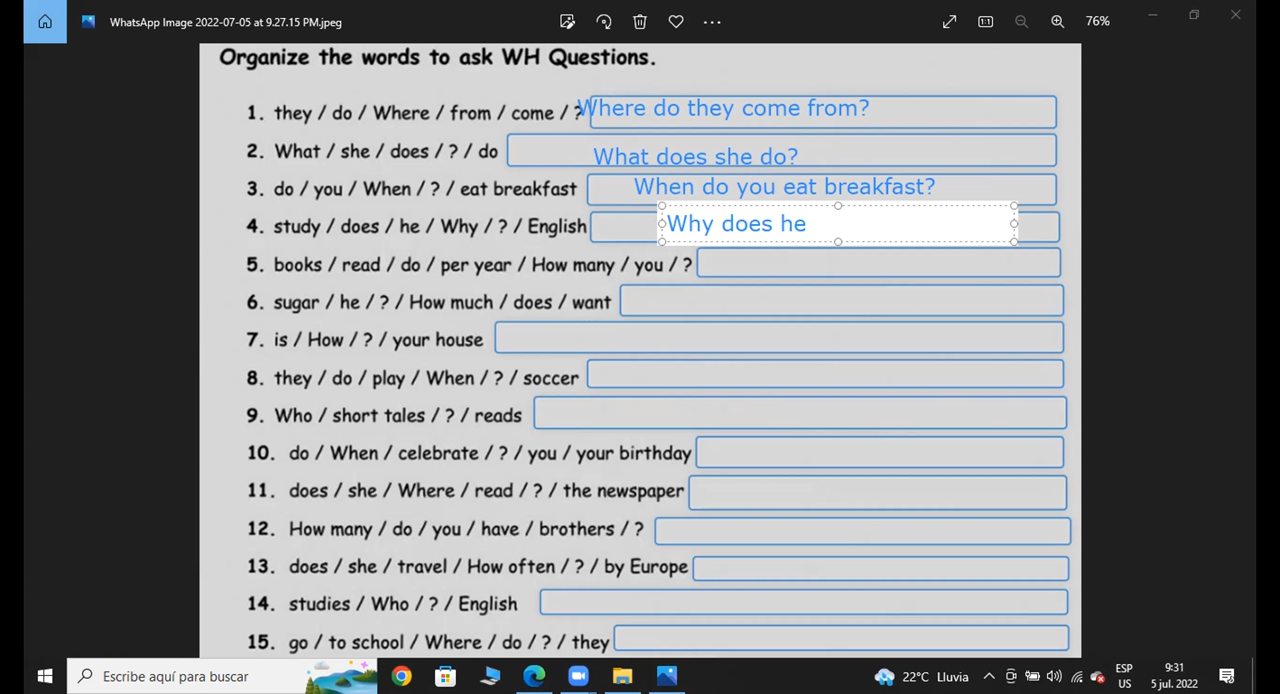 WhatsApp Image 2022-07-05 at 9.27.15 PM.jpeg
76%
Organize the words to ask WH Questions.
1. they / do / Where / from / come / ? Where do they come from?
2. What / she / does / ? / do What does she do?
3. do / you / When / ? / eat breakfast When do you eat breakfast?
4. study / does / he / Why / ? / English Why does he
5. books / read / do / per year / How many / you / ?
6. sugar / he / ? / How much / does / want
7. is / How / ? / your house
8. they / do / play / When / ? / soccer
9. Who / short tales / ? / reads
10. do / When / celebrate / ? / you / your birthday
11. does / she / Where / read / ? / the newspaper
12. How many / do / you / have / brothers / ?
13. does / she / travel / How often / ? / by Europe
14. studies / Who / ? / English
15. go / to school / Where / do / ? / they
Escribe aquí para buscar
22°C Lluvia
ESP
US
9:31
5 jul. 2022